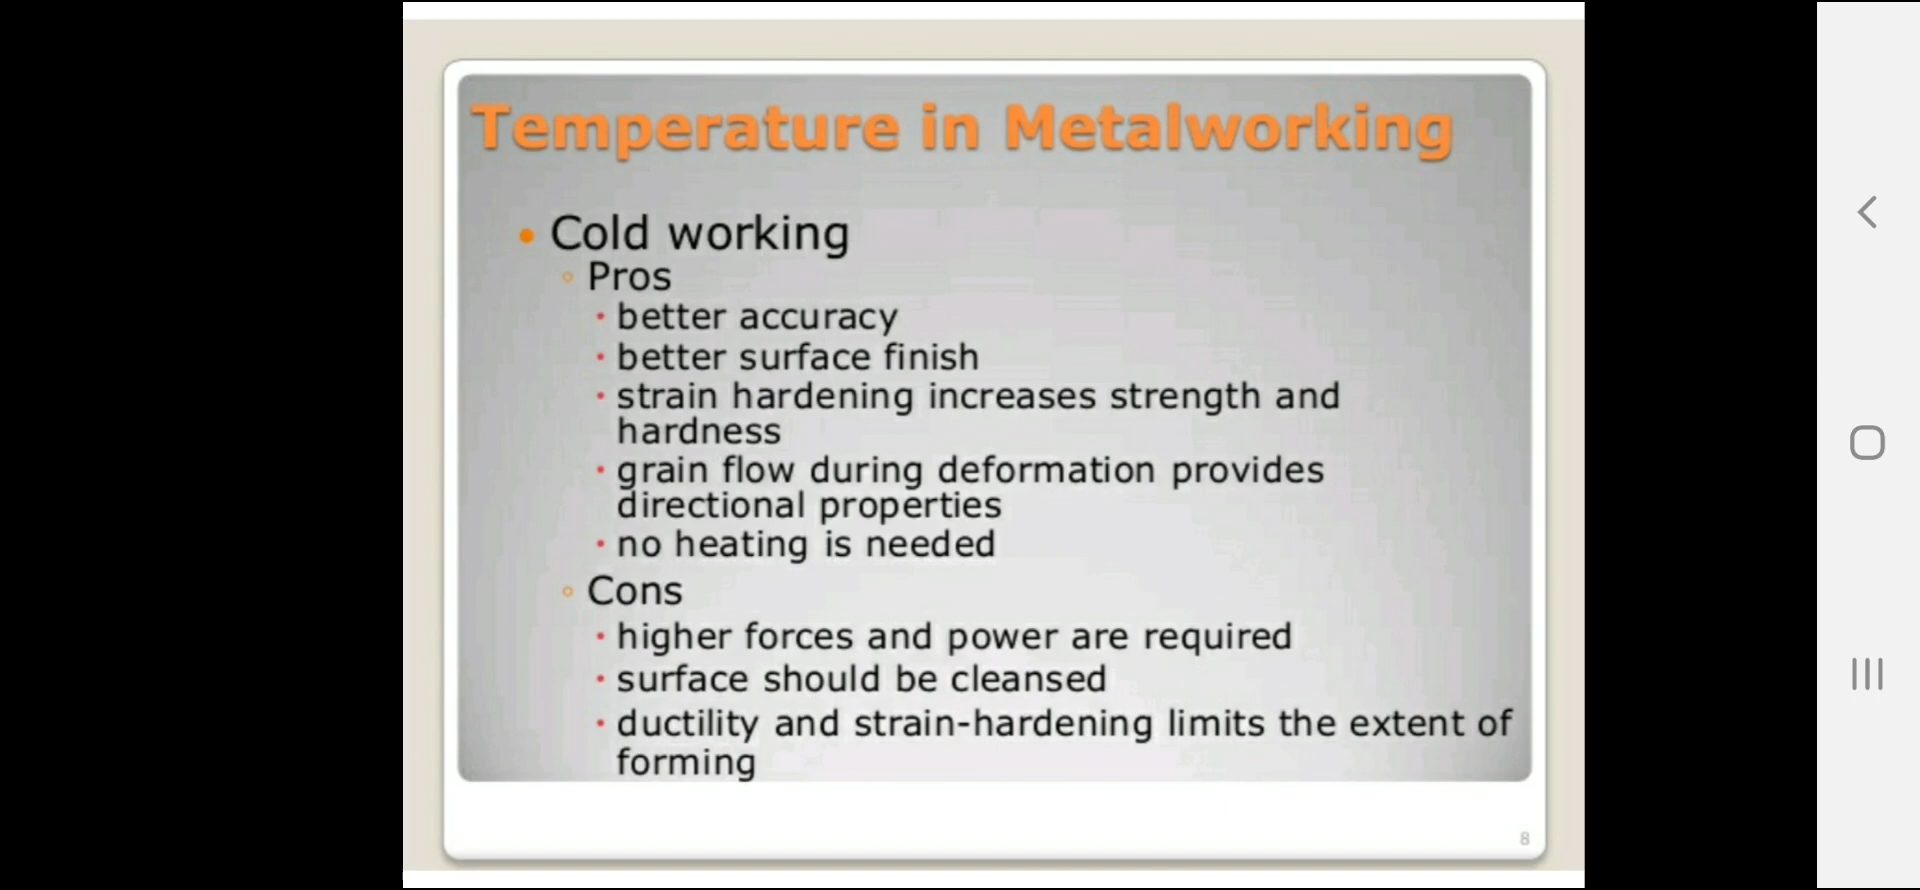 Temperature in Metalworking
Cold working
Pros
better accuracy
better surface finish
strain hardening increases strength and
hardness
grain flow during deformation provides
directional properties
no heating is needed
Cons
higher forces and power are required
surface should be cleansed
ductility and strain-hardening limits the extent of
forming
8